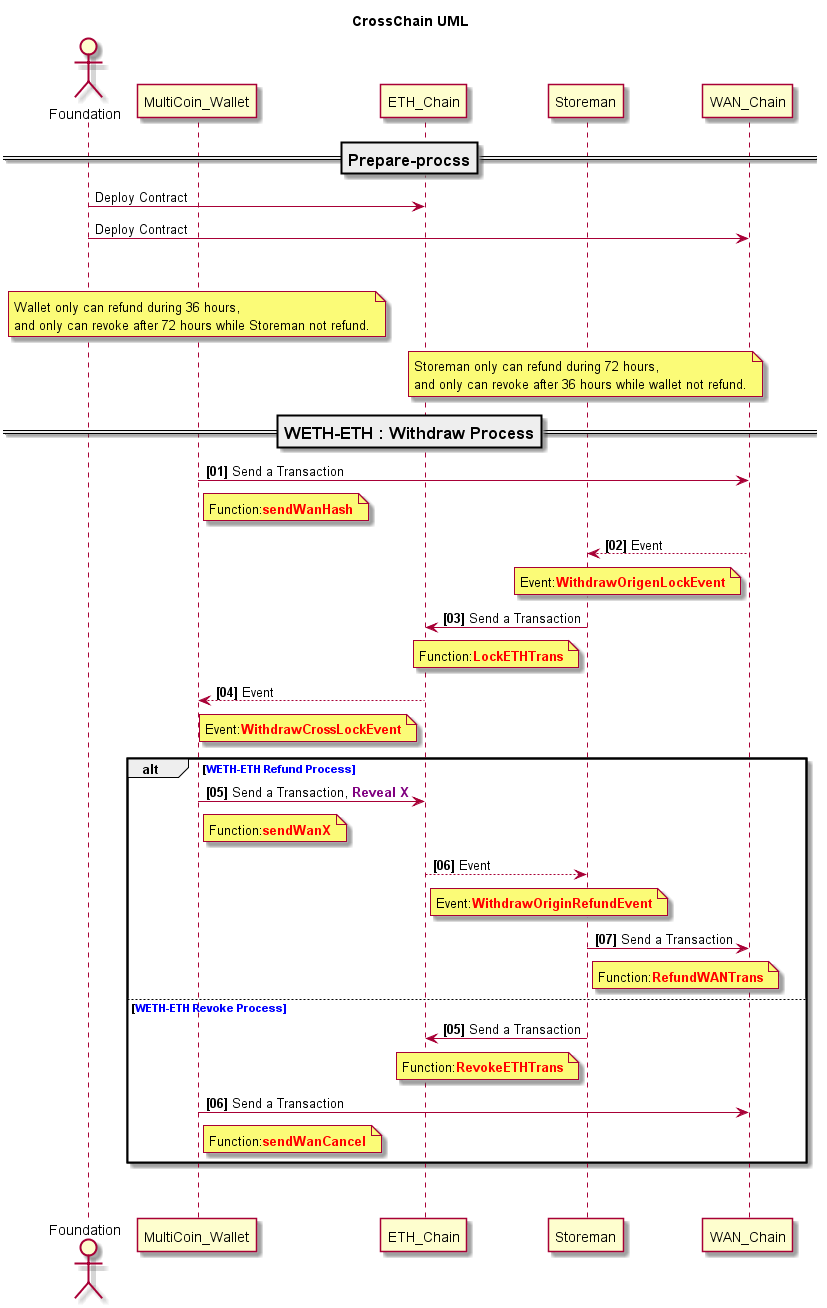 CrossChain UML
Foundation
MultiCoin_Wallet
ETH_Chain
Storeman
WAN_Chain
Prepare-procss
Deploy Contract
Deploy Contract
Wallet only can refund during 36 hours,
and only can revoke after 72 hours while Storeman not refund.
Storeman only can refund during 72 hours,
and only can revoke after 36 hours while wallet not refund.
WETH-ETH : Withdraw Process
[01] Send a Transaction
Function:sendWanHash
[02] Event
Event:WithdrawOrigenLockEvent
[03] Send a Transaction
Function:LockETHTrans
[04] Event
Event:WithdrawCrossLockEvent
alt
[WETH-ETH Refund Process]
[05] Send a Transaction, Reveal X
Function:sendWanX
[06] Event
Event:WithdrawOriginRefundEvent
[07] Send a Transaction
Function:RefundWANTrans
[WETH-ETH Revoke Process]
[05] Send a Transaction
Function:RevokeETHTrans
[06] Send a Transaction
Function:sendWanCancel
Foundation
MultiCoin_Wallet
ETH_Chain
Storeman
WAN_Chain